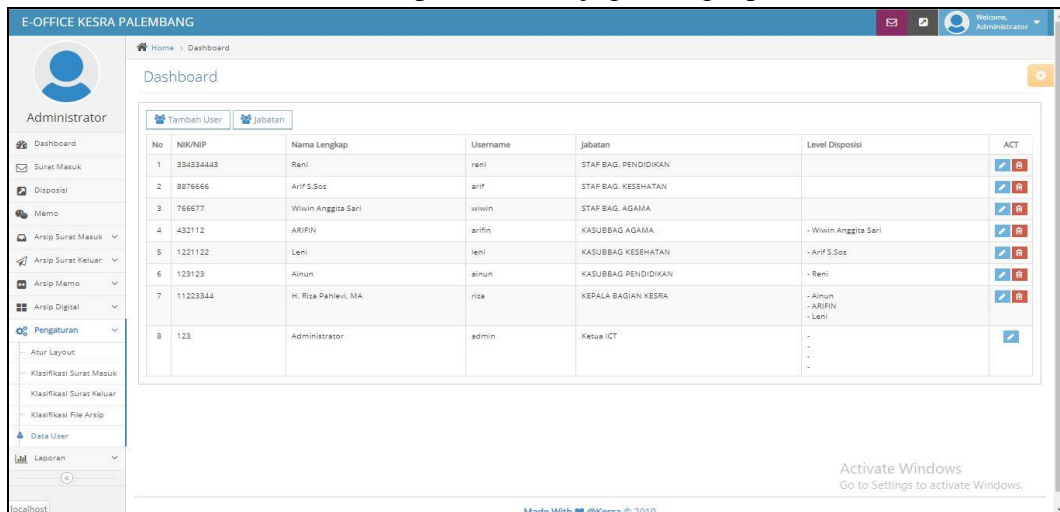 E-OFFICE KESRA PALEMBANG
Welcome,
Administrator
Home > Dashboard
Dashboard
Administrator
Dashboard
Surat Masuk
Disposisi
Memo
Arsip Surat Masuk
Arsip Surat Keluar
Arsip Memo
Arsip Digital
Pengaturan
Atur Layout
Klasifikasi Surat Masuk
Klasifikasi Surat Keluar
Klasifikasi File Arsip
Data User
Laporan
Tambah User Jabatan
No NIK/NIP Nama Lengkap Username Jabatan Level Disposisi ACT
1 334334443 Reni reni STAF BAG. PENDIDIKAN
2 8876666 Arif S.Sos arif STAF BAG. KESEHATAN
3 766677 Wiwin Anggita Sari wiwin STAF BAG. AGAMA
4 432112 ARIFIN arifin KASUBBAG AGAMA - Wiwin Anggita Sari
5 1221122 Leni leni KASUBBAG KESEHATAN - Arif S.Sos
6 123123 Ainun ainun KASUBBAG PENDIDIKAN - Reni
7 11223344 H. Riza Pahlevi, MA riza KEPALA BAGIAN KESRA - Ainun
- ARIFIN
- Leni
8 123 Administrator admin Ketua ICT -
-
-
-
Activate Windows
Go to Settings to activate Windows.
localhost
Made With @Kesra © 2019